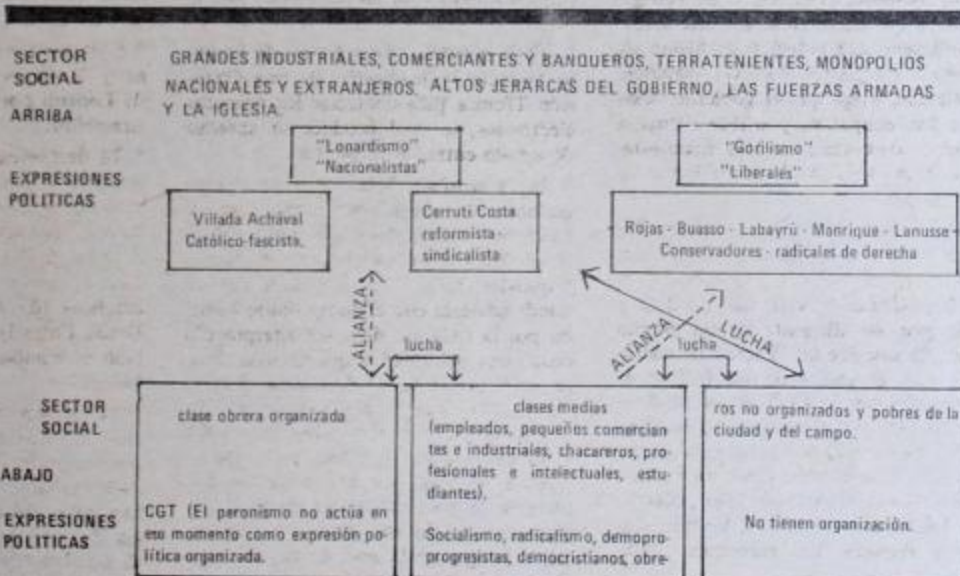 SECTOR
SOCIAL
ARRIBA
GRANDES INDUSTRIALES, COMERCIANTES Y BANQUEROS, TERRATENIENTES, MONOPOLIOS
NACIONALES Y EXTRANJEROS. ALTOS JERARCAS DEL GOBIERNO, LAS FUERZAS ARMADAS
Y LA IGLESIA.
EXPRESIONES
POLITICAS
"Lonardismo"
"Nacionalistas"
"Gorilismo"
"Liberales"
Villada Achával
Católico-fascista.
Cerruti Costa
reformista-
sindicalista
Rojas - Buasso - Labayrú - Manrique - Lanusse -
Conservadores - radicales de derecha
ALIANZA
lucha
ALIANZA
LUCHA
lucha
SECTOR
SOCIAL
ABAJO
EXPRESIONES
POLITICAS
clase obrera organizada
CGT (El peronismo no actúa en
ese momento como expresión po-
lítica organizada.
clases medias
(empleados, pequeños comercian
tes e industriales, chacareros, pro-
fesionales e intelectuales, estu-
diantes).
Socialismo, radicalismo, demopro-
progresistas, democristianos, obre-
ros no organizados y pobres de la
ciudad y del campo.
No tienen organización.